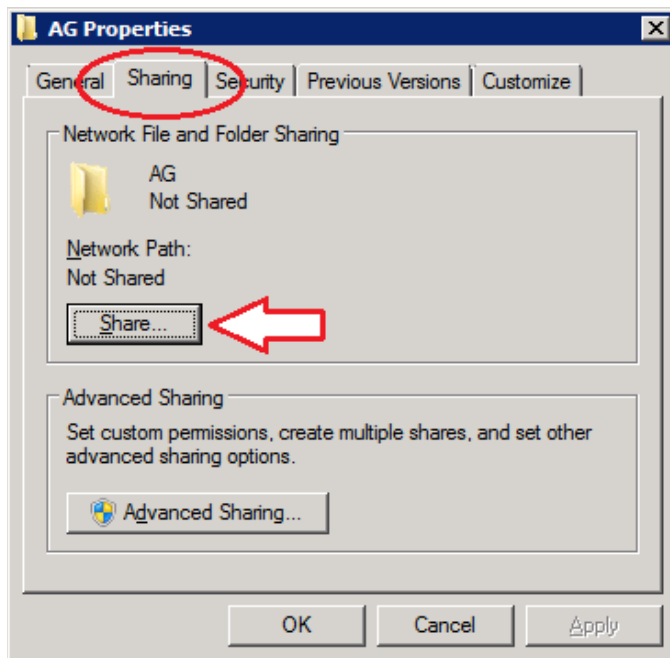 AG Properties
General
Sharing
Security
Previous Versions
Customize
Network File and Folder Sharing
AG
Not Shared
Network Path:
Not Shared
Share...
Advanced Sharing
Set custom permissions, create multiple shares, and set other
advanced sharing options.
Advanced Sharing...
OK
Cancel
Apply